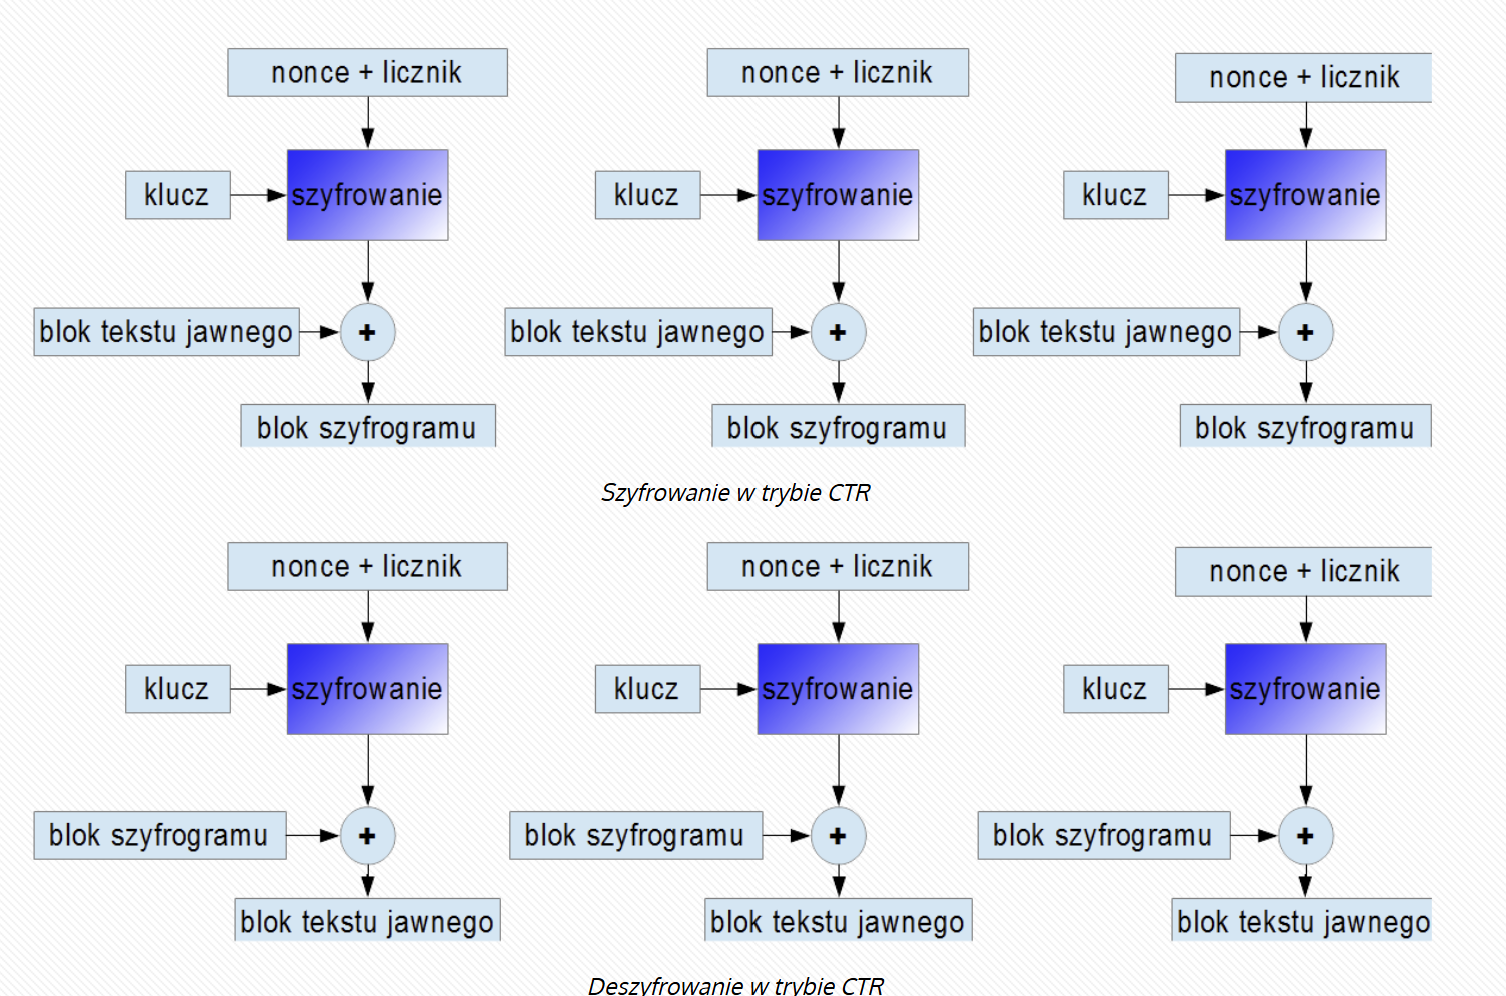 nonce + licznik nonce + licznik nonce + licznik
klucz szyfrowanie klucz szyfrowanie klucz szyfrowanie
blok tekstu jawnego + blok tekstu jawnego + blok tekstu jawnego +
blok szyfrogramu blok szyfrogramu blok szyfrogramu
Szyfrowanie w trybie CTR
nonce + licznik nonce + licznik nonce + licznik
klucz szyfrowanie klucz szyfrowanie klucz szyfrowanie
blok szyfrogramu + blok szyfrogramu + blok szyfrogramu +
blok tekstu jawnego blok tekstu jawnego blok tekstu jawnego
Deszyfrowanie w trybie CTR